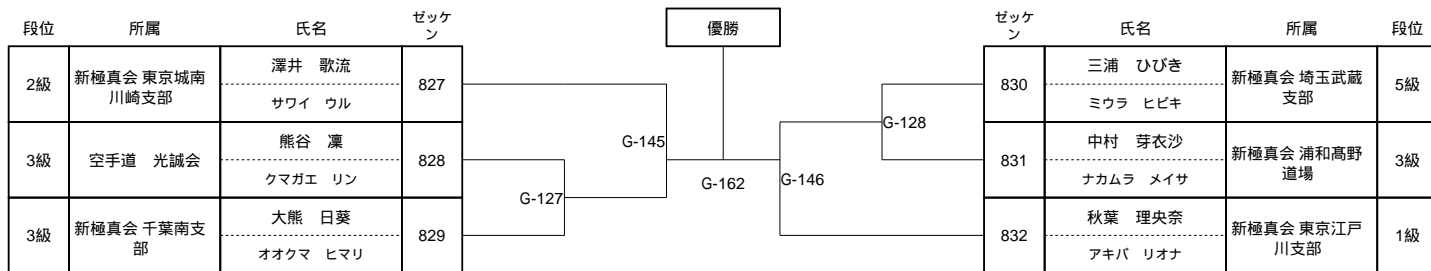 段位 所属 氏名 ゼッケ
ン
優勝
ゼッケ
ン 氏名 所属 段位
2級
新極真会 東京城南
川崎支部
澤井 歌流
サワイ ウル
827
3級
空手道 光誠会
熊谷 凜
クマガエ リン
828
3級
新極真会 千葉南支
部
大熊 日葵
オオクマ ヒマリ
829
G-127
G-145
G-162
G-146
G-128
830
三浦 ひびき
ミウラ ヒビキ
新極真会 埼玉武蔵
支部
5級
831
中村 芽衣沙
ナカムラ メイサ
新極真会 浦和髙野
道場
3級
832
秋葉 理央奈
アキバ リオナ
新極真会 東京江戸
川支部
1級